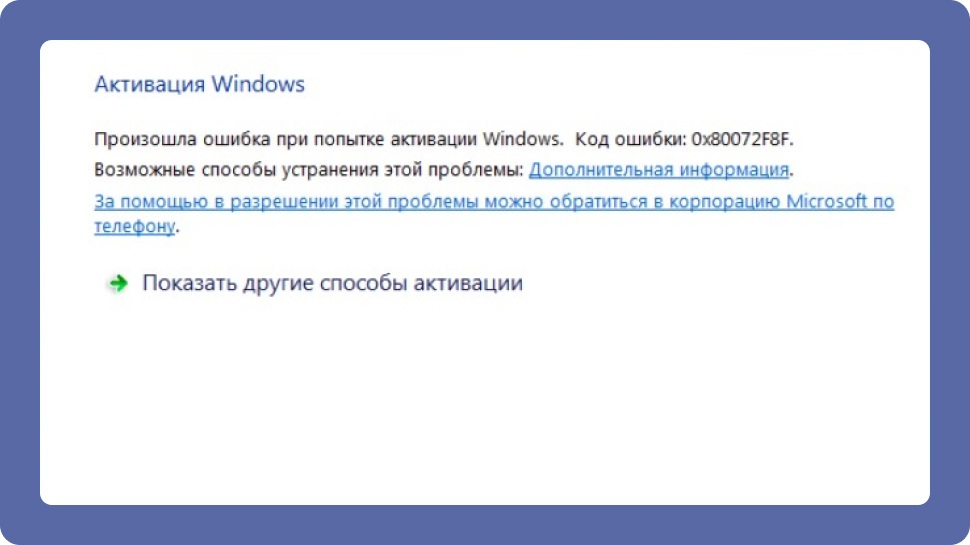 Активация Windows
Произошла ошибка при попытке активации Windows.  Код ошибки: 0x80072F8F.
Возможные способы устранения этой проблемы: Дополнительная информация.
За помощью в разрешении этой проблемы можно обратиться в корпорацию Microsoft по
телефону.
Показать другие способы активации